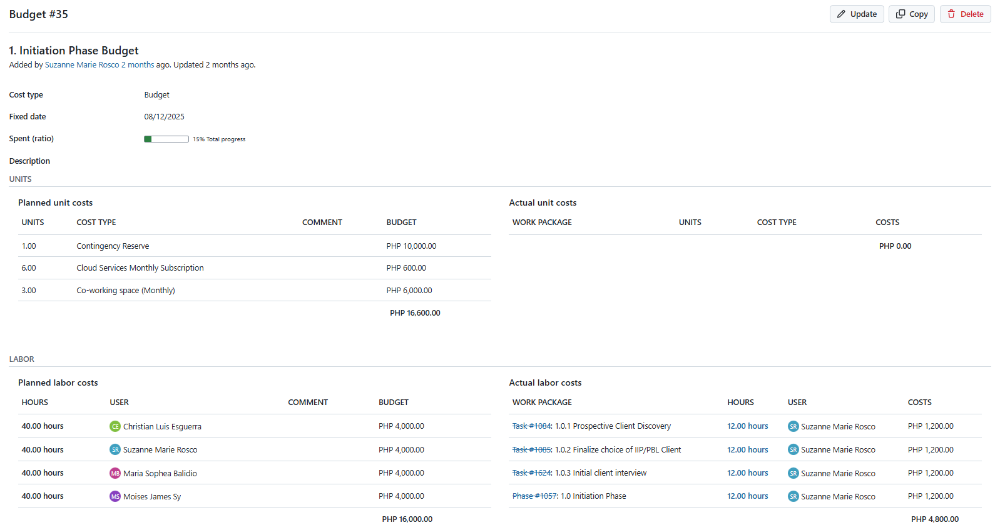 Budget #35
Update
Copy
Delete
1. Initiation Phase Budget
Added by Suzanne Marie Rosco 2 months ago. Updated 2 months ago.
Cost type Budget
Fixed date 08/12/2025
Spent (ratio) 15% Total progress
Description
UNITS
Planned unit costs
UNITS COST TYPE COMMENT BUDGET
1.00 Contingency Reserve PHP 10,000.00
6.00 Cloud Services Monthly Subscription PHP 600.00
3.00 Co-working space (Monthly) PHP 6,000.00
PHP 16,600.00
Actual unit costs
WORK PACKAGE UNITS COST TYPE COSTS
PHP 0.00
LABOR
Planned labor costs
HOURS USER COMMENT BUDGET
40.00 hours CE Christian Luis Esguerra PHP 4,000.00
40.00 hours SR Suzanne Marie Rosco PHP 4,000.00
40.00 hours MB Maria Sophea Balidio PHP 4,000.00
40.00 hours MS Moises James Sy PHP 4,000.00
PHP 16,000.00
Actual labor costs
WORK PACKAGE HOURS USER COSTS
Task #1084: 1.0.1 Prospective Client Discovery 12.00 hours SR Suzanne Marie Rosco PHP 1,200.00
Task #1085: 1.0.2 Finalize choice of IIP/PBL Client 12.00 hours SR Suzanne Marie Rosco PHP 1,200.00
Task #1624: 1.0.3 Initial client interview 12.00 hours SR Suzanne Marie Rosco PHP 1,200.00
Phase #1057: 1.0 Initiation Phase 12.00 hours SR Suzanne Marie Rosco PHP 1,200.00
PHP 4,800.00